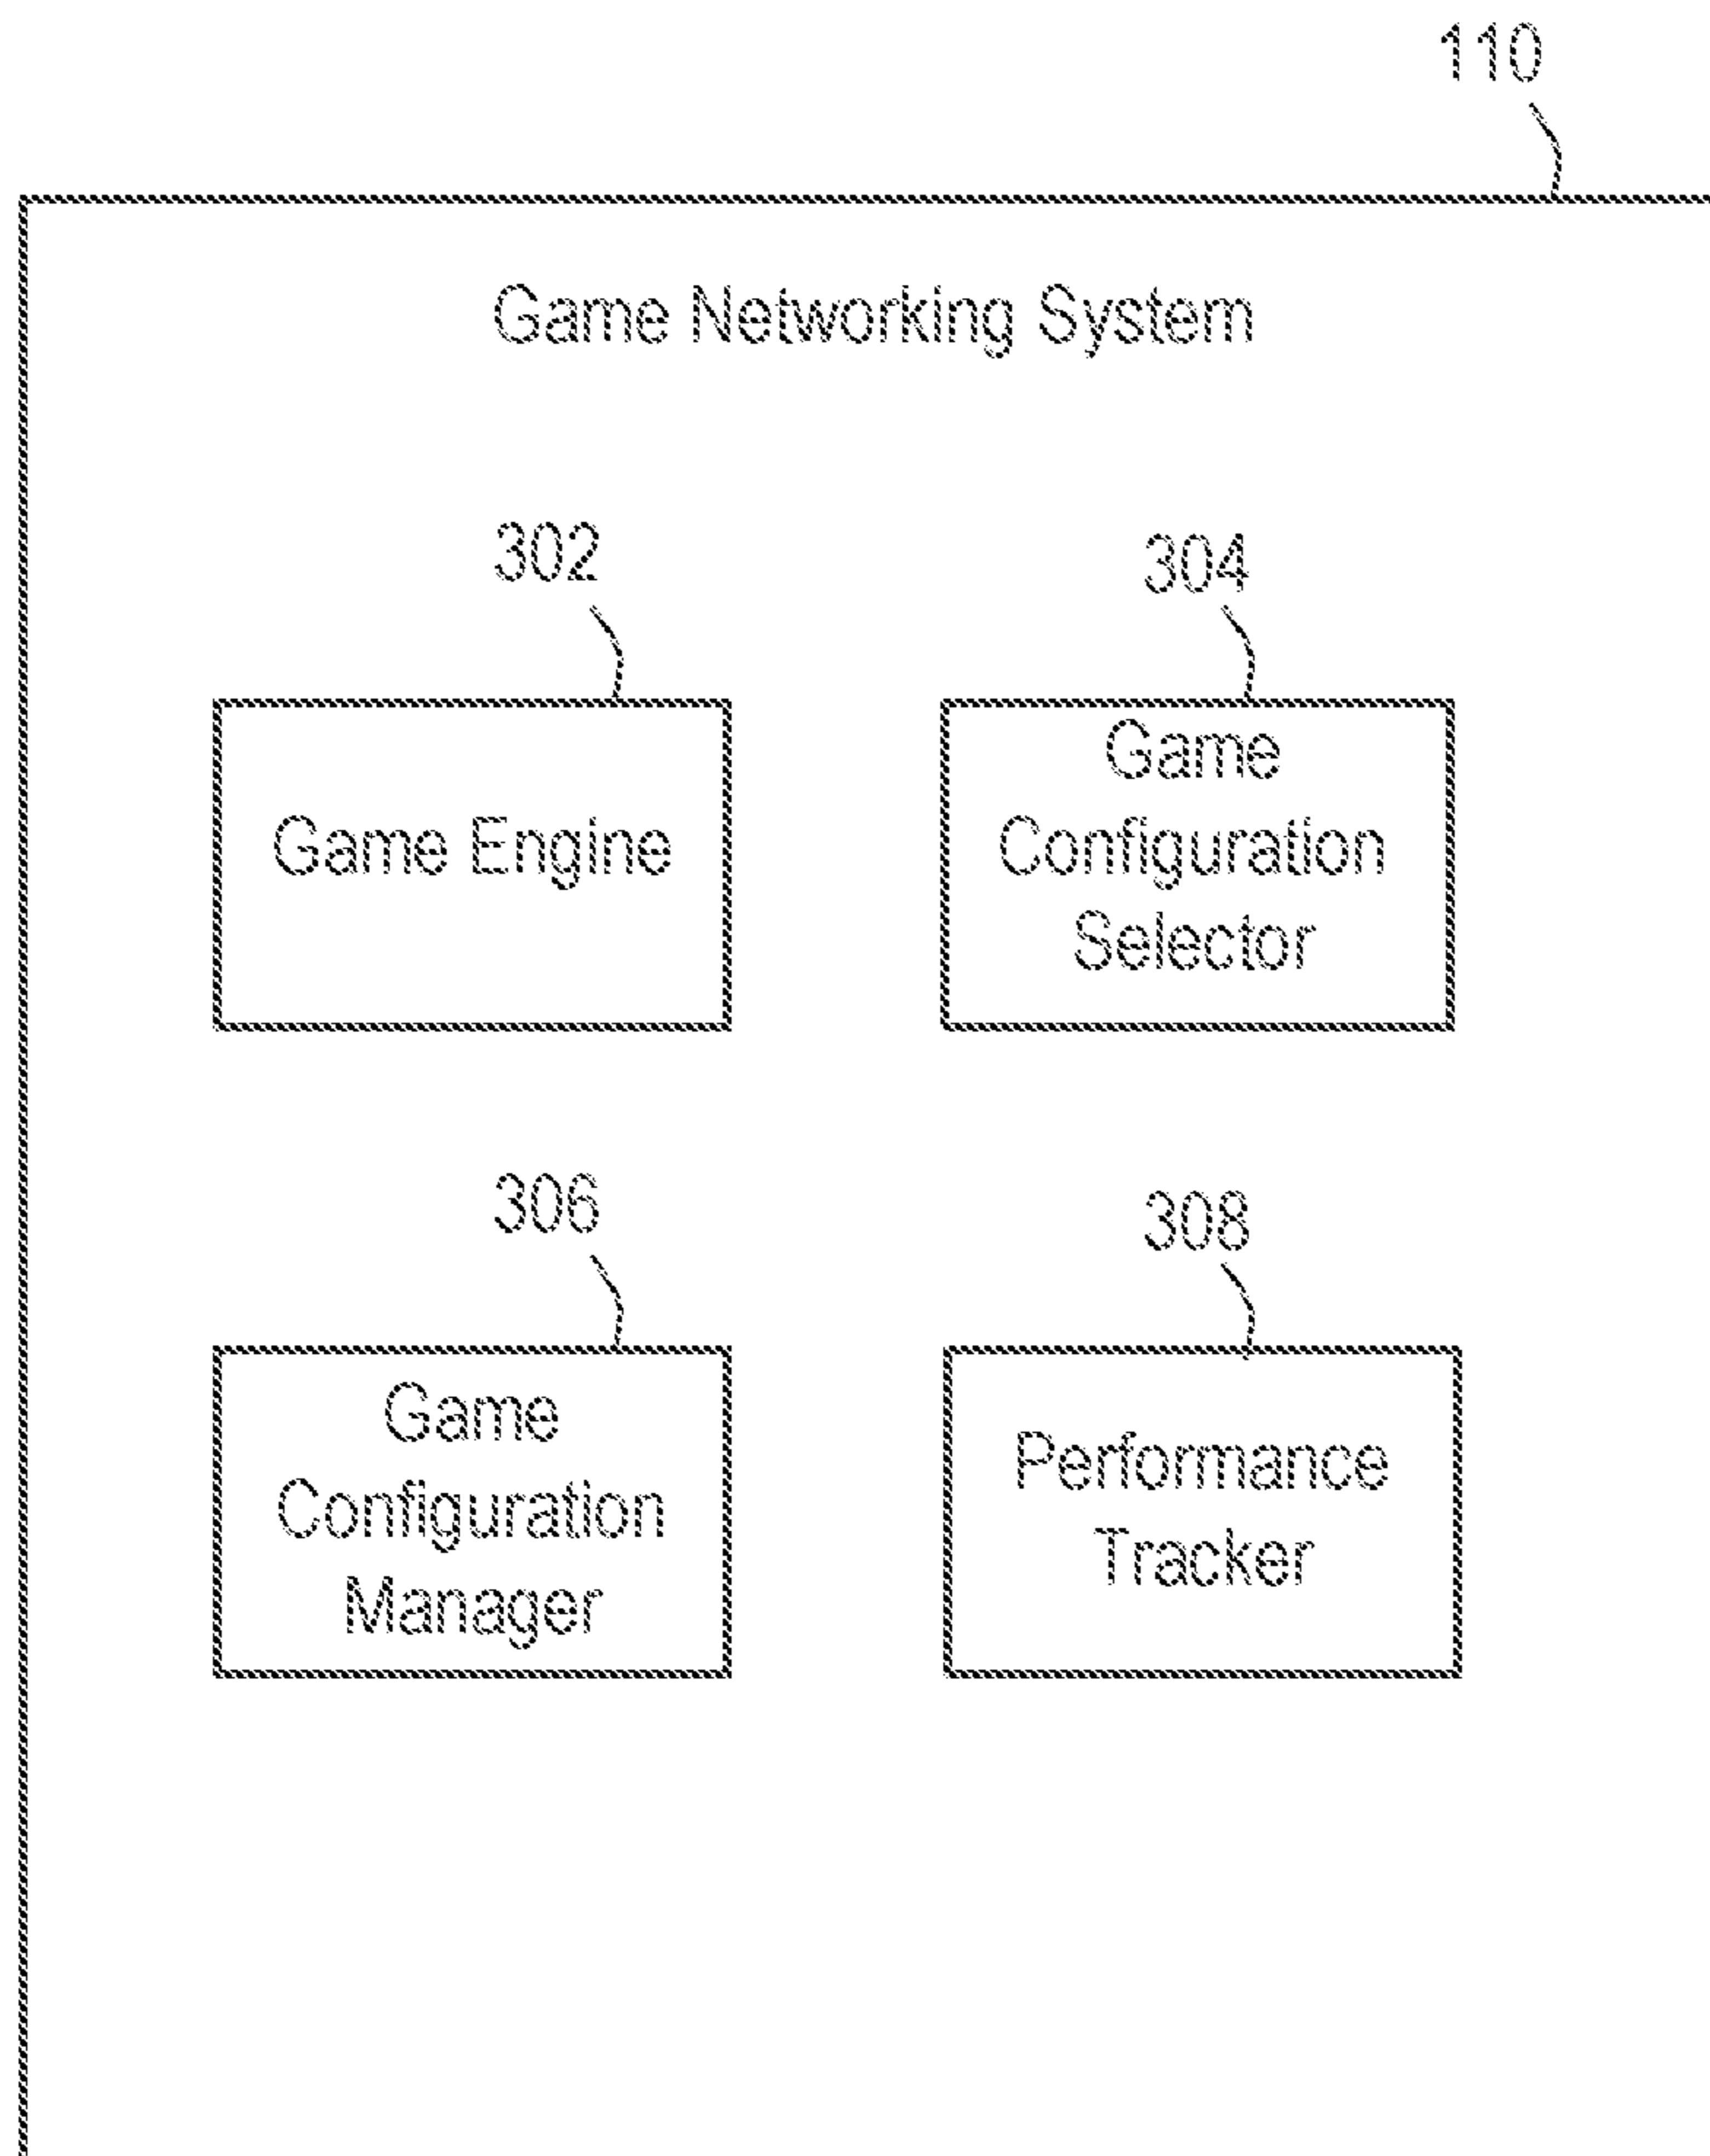 110
Game Networking System
302
304
Game Engine
Game
Configuration
Selector
306
308
Game
Configuration
Manager
Performance
Tracker